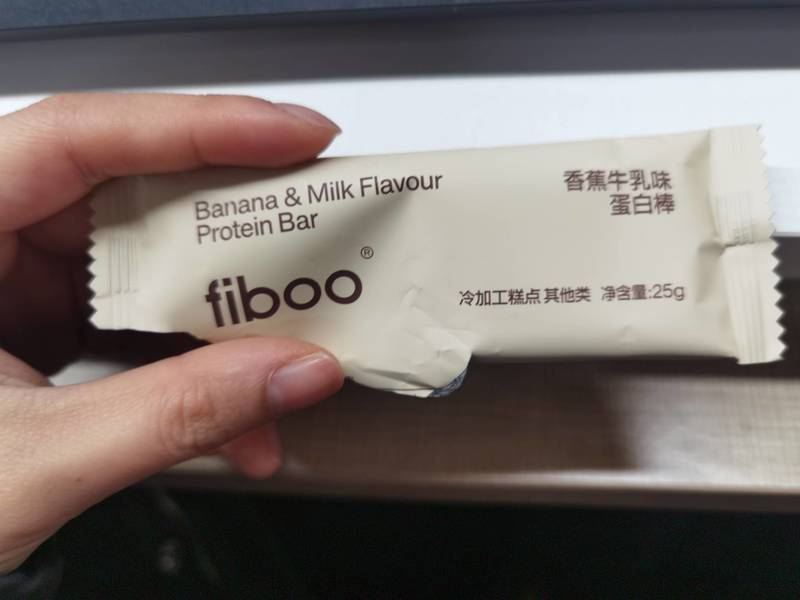 Banana & Milk Flavour
Protein Bar
香蕉牛乳味
蛋白棒
fiboo®
冷加工糕点 其他类 净含量:25g